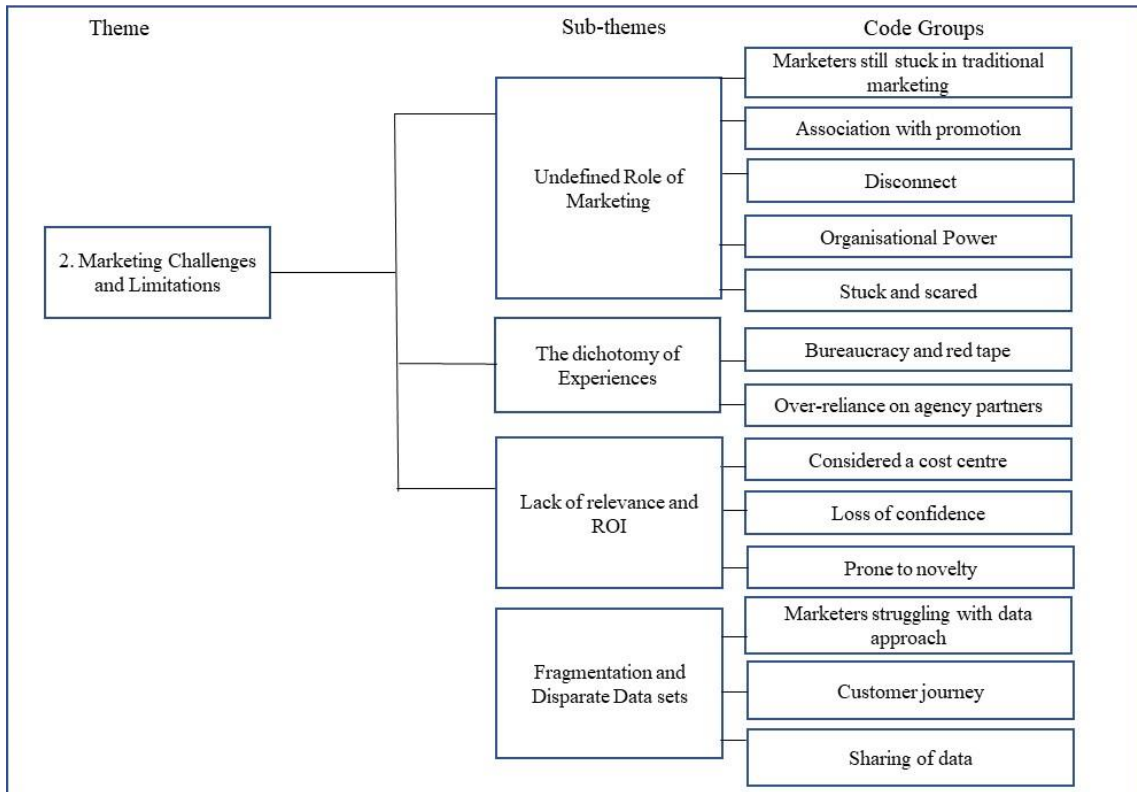 Theme
Sub-themes
Code Groups
2. Marketing Challenges
and Limitations
Undefined Role of
Marketing
Marketers still stuck in traditional
marketing
Association with promotion
Disconnect
Organisational Power
Stuck and scared
The dichotomy of
Experiences
Bureaucracy and red tape
Over-reliance on agency partners
Lack of relevance and
ROI
Considered a cost centre
Loss of confidence
Prone to novelty
Fragmentation and
Disparate Data sets
Marketers struggling with data
approach
Customer journey
Sharing of data